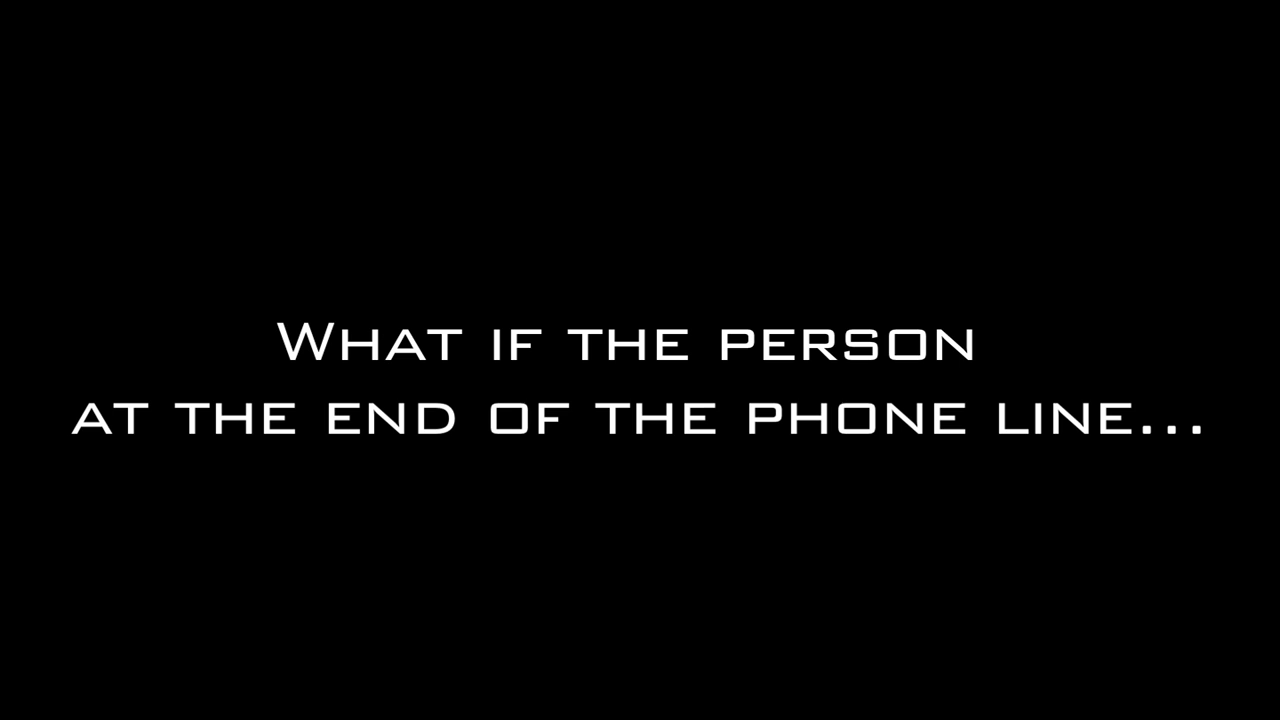 What if the person
at the end of the phone line...